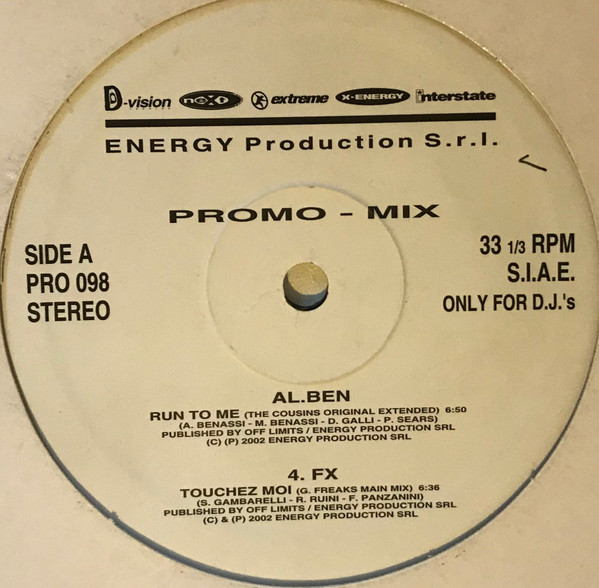 D-vision next extreme X-ENERGY interstate
ENERGY Production S.r.l.
PROMO - MIX
SIDE A
PRO 098
STEREO
33 1/3 RPM
S.I.A.E.
ONLY FOR D.J.'s
AL.BEN
RUN TO ME (THE COUSINS ORIGINAL EXTENDED) 6:50
(A. BENASSI - M. BENASSI - D. GALLI - P. SEARS)
PUBLISHED BY OFF LIMITS / ENERGY PRODUCTION SRL
(C) (P) 2002 ENERGY PRODUCTION SRL
4. FX
TOUCHEZ MOI (G. FREAKS MAIN MIX) 6:36
(S. GAMBARELLI - R. RUINI - F. PANZANINI)
PUBLISHED BY OFF LIMITS / ENERGY PRODUCTION SRL
(C) & (P) 2002 ENERGY PRODUCTION SRL